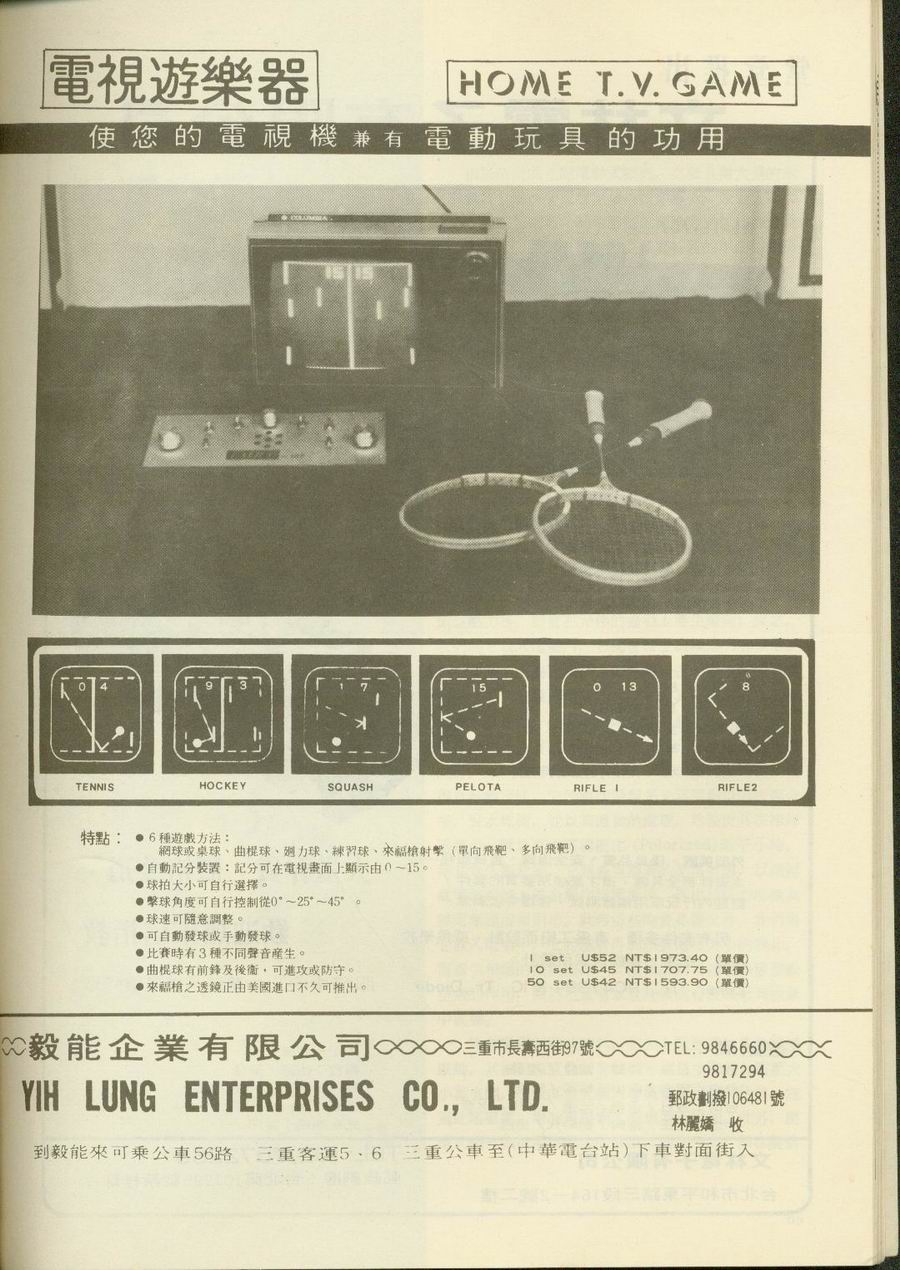 電視遊樂器
HOME T.V. GAME
使您的電視機兼有電動玩具的功用
COLUMBIA
15 15
0 4
9 3
1 7
15
0 13
8
TENNIS
HOCKEY
SQUASH
PELOTA
RIFLE 1
RIFLE2
特點：
●6種遊戲方法：
網球或桌球、曲棍球、廻力球、練習球、來福槍射擊（單向飛靶、多向飛靶）。
●自動記分裝置：記分可在電視畫面上顯示由0～15。
●球拍大小可自行選擇。
●擊球角度可自行控制從0°～25°～45°。
●球速可隨意調整。
●可自動發球或手動發球。
●比賽時有3種不同聲音產生。
●曲棍球有前鋒及後衛，可進攻或防守。
●來福槍之透鏡正由美國進口不久可推出。
1 set U$52 NT$1973.40（單價）
10 set U$45 NT$1707.75（單價）
50 set U$42 NT$1593.90（單價）
毅能企業有限公司 三重市長壽西街97號 TEL: 9846660
9817294
YIH LUNG ENTERPRISES CO., LTD.
郵政劃撥106481號
林麗嬌 收
到毅能來可乘公車56路 三重客運5、6 三重公車至(中華電台站)下車對面街入